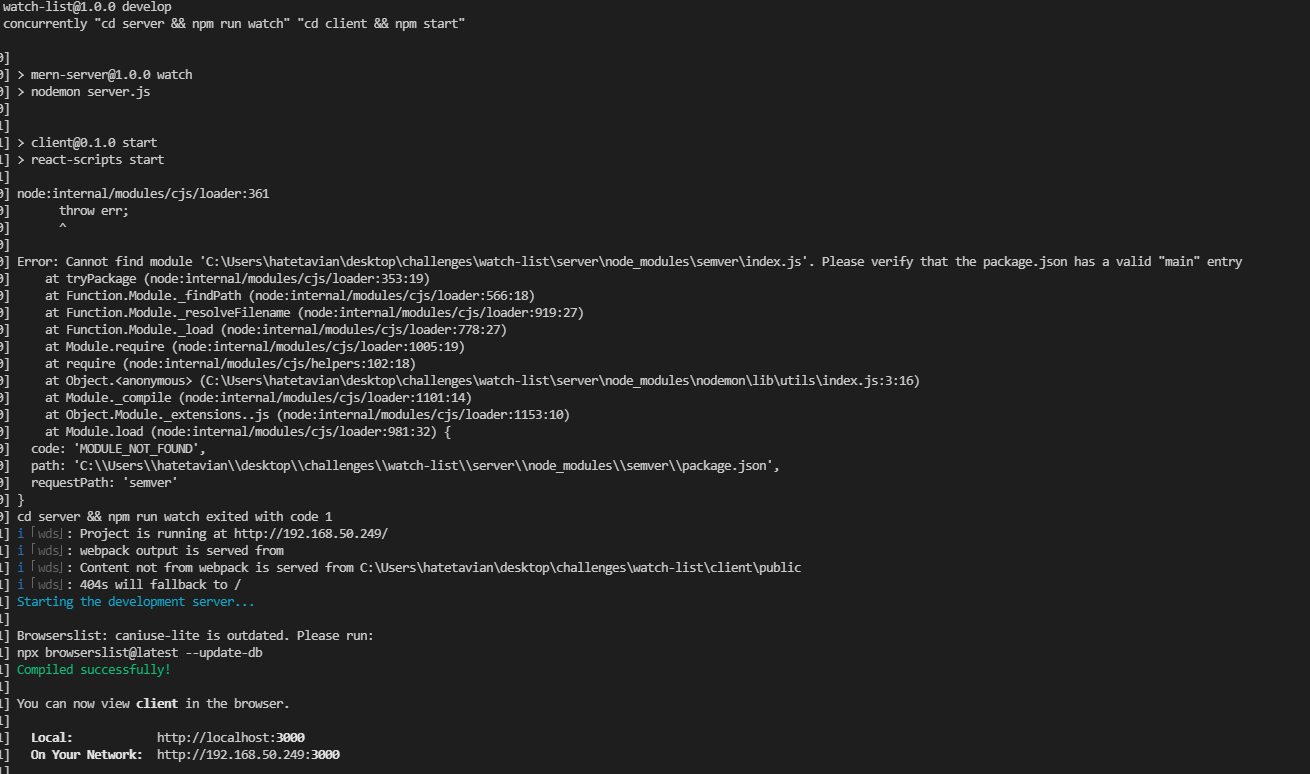 watch-list@1.0.0 develop
concurrently "cd server && npm run watch" "cd client && npm start"
0]
0] > mern-server@1.0.0 watch
0] > nodemon server.js
0]
1]
1] > client@0.1.0 start
1] > react-scripts start
1]
0] node:internal/modules/cjs/loader:361
0]       throw err;
0]       ^
0]
0] Error: Cannot find module 'C:\Users\hatetavian\desktop\challenges\watch-list\server\node_modules\semver\index.js'. Please verify that the package.json has a valid "main" entry
0]     at tryPackage (node:internal/modules/cjs/loader:353:19)
0]     at Function.Module._findPath (node:internal/modules/cjs/loader:566:18)
0]     at Function.Module._resolveFilename (node:internal/modules/cjs/loader:919:27)
0]     at Function.Module._load (node:internal/modules/cjs/loader:778:27)
0]     at Module.require (node:internal/modules/cjs/loader:1005:19)
0]     at require (node:internal/modules/cjs/helpers:102:18)
0]     at Object.<anonymous> (C:\Users\hatetavian\desktop\challenges\watch-list\server\node_modules\nodemon\lib\utils\index.js:3:16)
0]     at Module._compile (node:internal/modules/cjs/loader:1101:14)
0]     at Object.Module._extensions..js (node:internal/modules/cjs/loader:1153:10)
0]     at Module.load (node:internal/modules/cjs/loader:981:32) {
0]   code: 'MODULE_NOT_FOUND',
0]   path: 'C:\\Users\\hatetavian\\desktop\\challenges\\watch-list\\server\\node_modules\\semver\\package.json',
0]   requestPath: 'semver'
0] }
0] cd server && npm run watch exited with code 1
1] i ｢wds｣: Project is running at http://192.168.50.249/
1] i ｢wds｣: webpack output is served from
1] i ｢wds｣: Content not from webpack is served from C:\Users\hatetavian\desktop\challenges\watch-list\client\public
1] i ｢wds｣: 404s will fallback to /
1] Starting the development server...
1]
1] Browserslist: caniuse-lite is outdated. Please run:
1] npx browserslist@latest --update-db
1] Compiled successfully!
1]
1] You can now view client in the browser.
1]
1]   Local:            http://localhost:3000
1]   On Your Network:  http://192.168.50.249:3000
1]